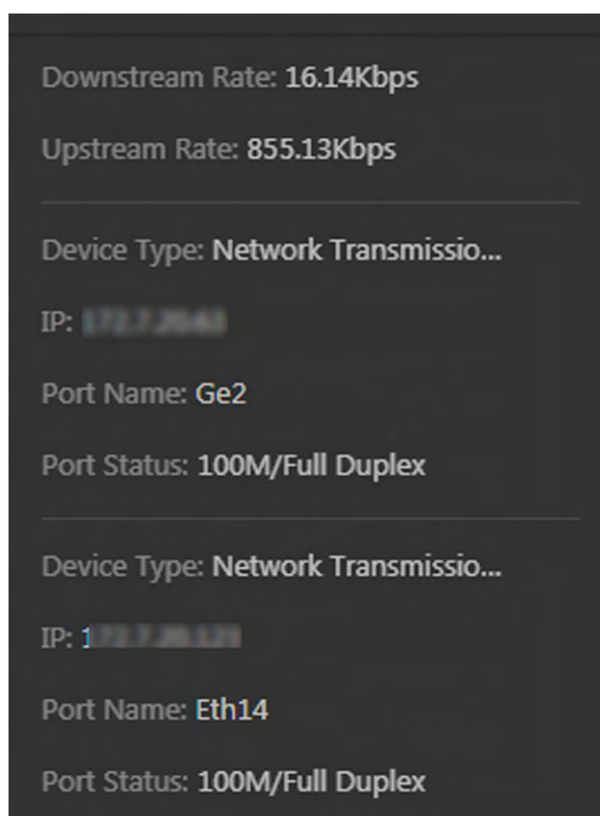 Downstream Rate: 16.14Kbps
Upstream Rate: 855.13Kbps
Device Type: Network Transmissio...
IP:
Port Name: Ge2
Port Status: 100M/Full Duplex
Device Type: Network Transmissio...
IP: 1
Port Name: Eth14
Port Status: 100M/Full Duplex